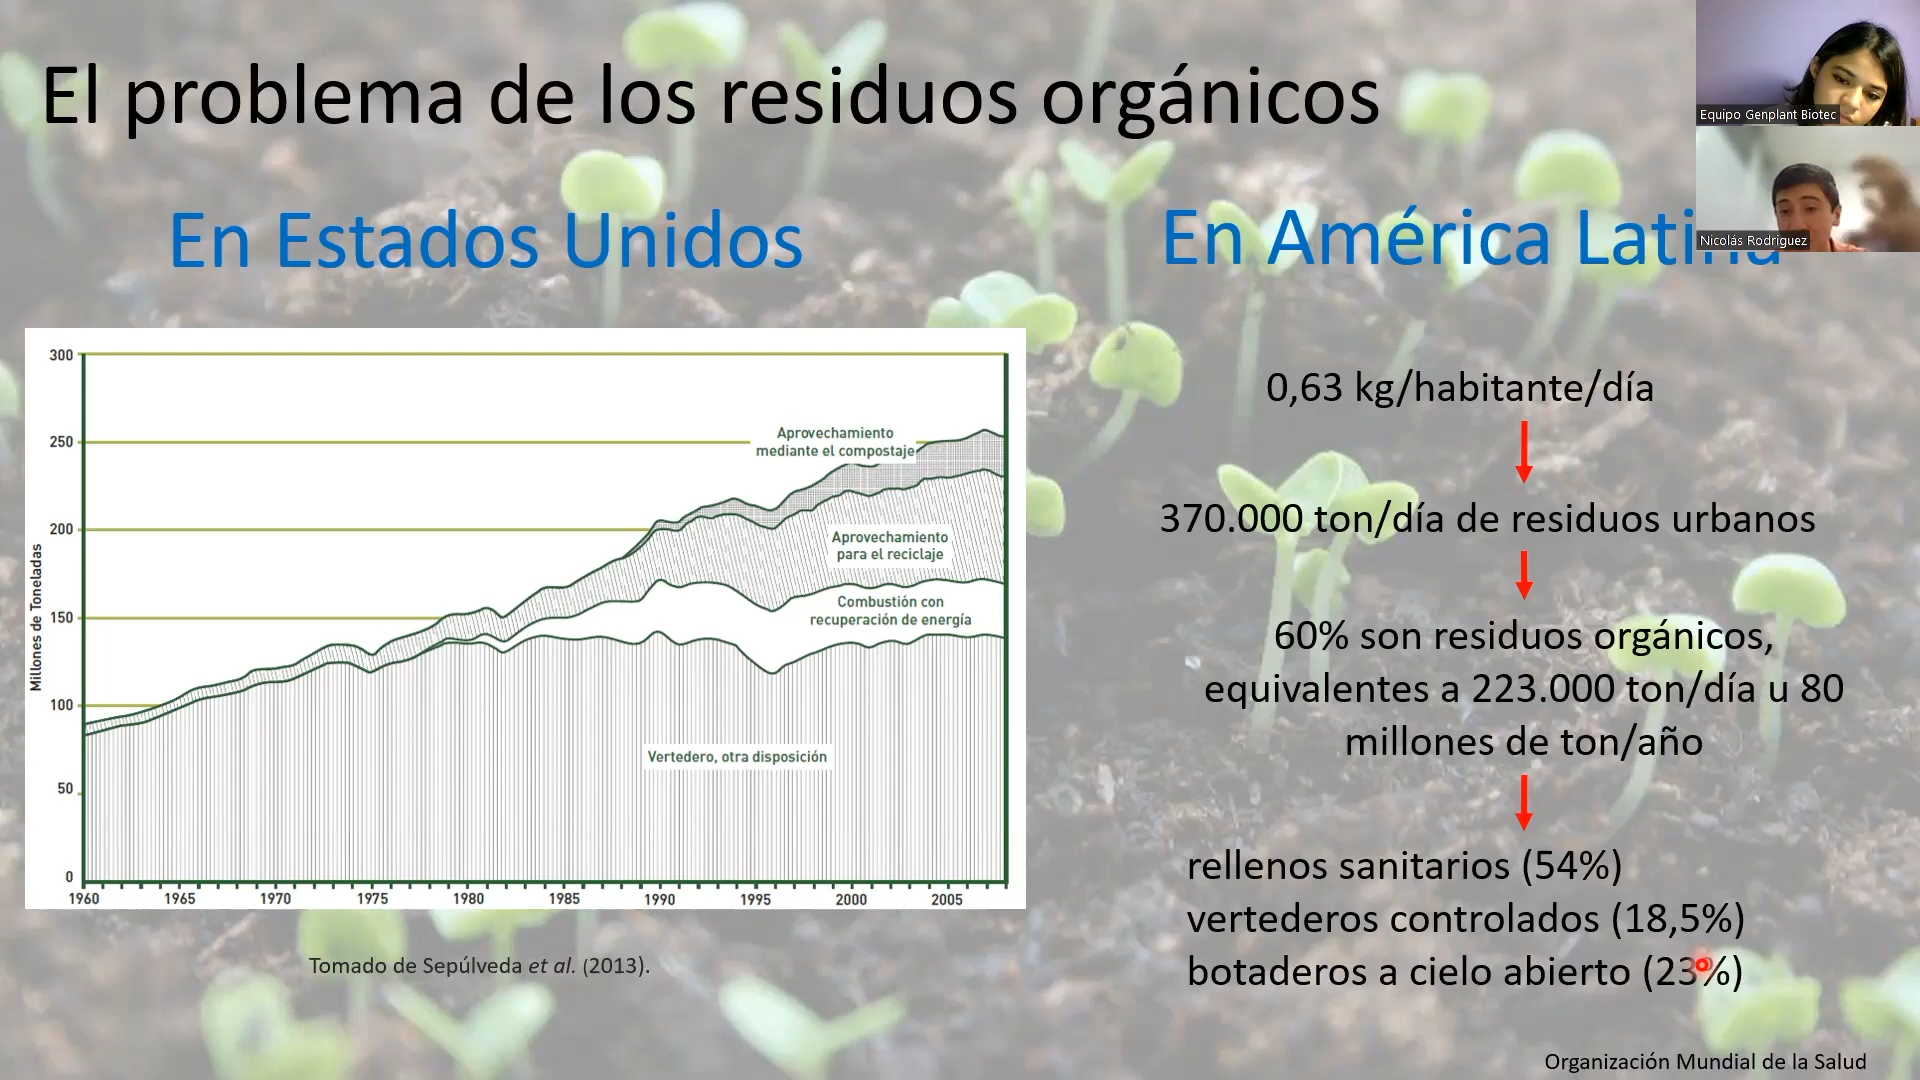 El problema de los residuos orgánicos
Equipo Genplant Biotec
Nicolás Rodriguez
En Estados Unidos
En América Latina
300
250
200
150
100
50
0
Millones de Toneladas
Aprovechamiento
mediante el compostaje
Aprovechamiento
para el reciclaje
Combustión con
recuperación de energía
Vertedero, otra disposición
1960 1965 1970 1975 1980 1985 1990 1995 2000 2005
Tomado de Sepúlveda et al. (2013).
0,63 kg/habitante/día
370.000 ton/día de residuos urbanos
60% son residuos orgánicos,
equivalentes a 223.000 ton/día u 80
millones de ton/año
rellenos sanitarios (54%)
vertederos controlados (18,5%)
botaderos a cielo abierto (23%)
Organización Mundial de la Salud